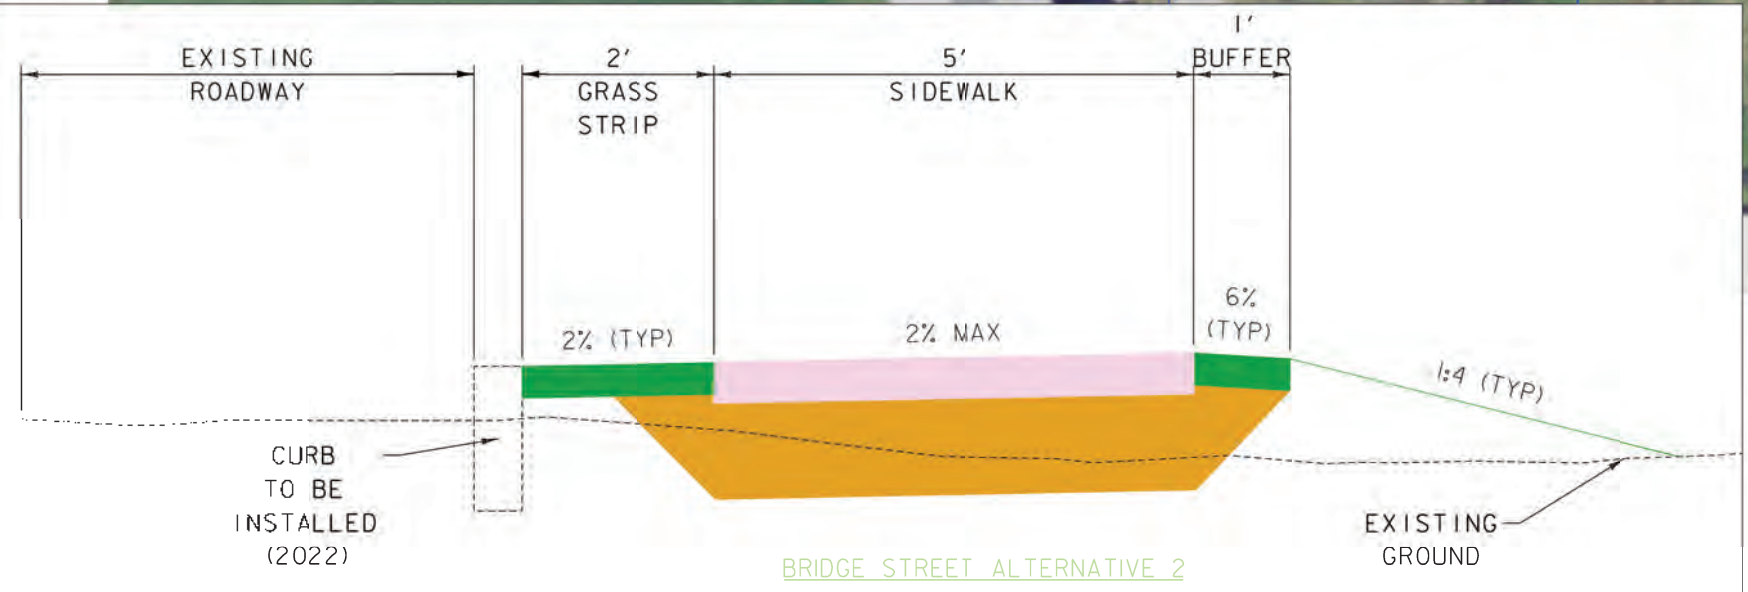 EXISTING
ROADWAY
2'
GRASS
STRIP
5'
SIDEWALK
1'
BUFFER
2% (TYP)
2% MAX
6%
(TYP)
1:4 (TYP)
CURB
TO BE
INSTALLED
(2022)
EXISTING
GROUND
BRIDGE STREET ALTERNATIVE 2